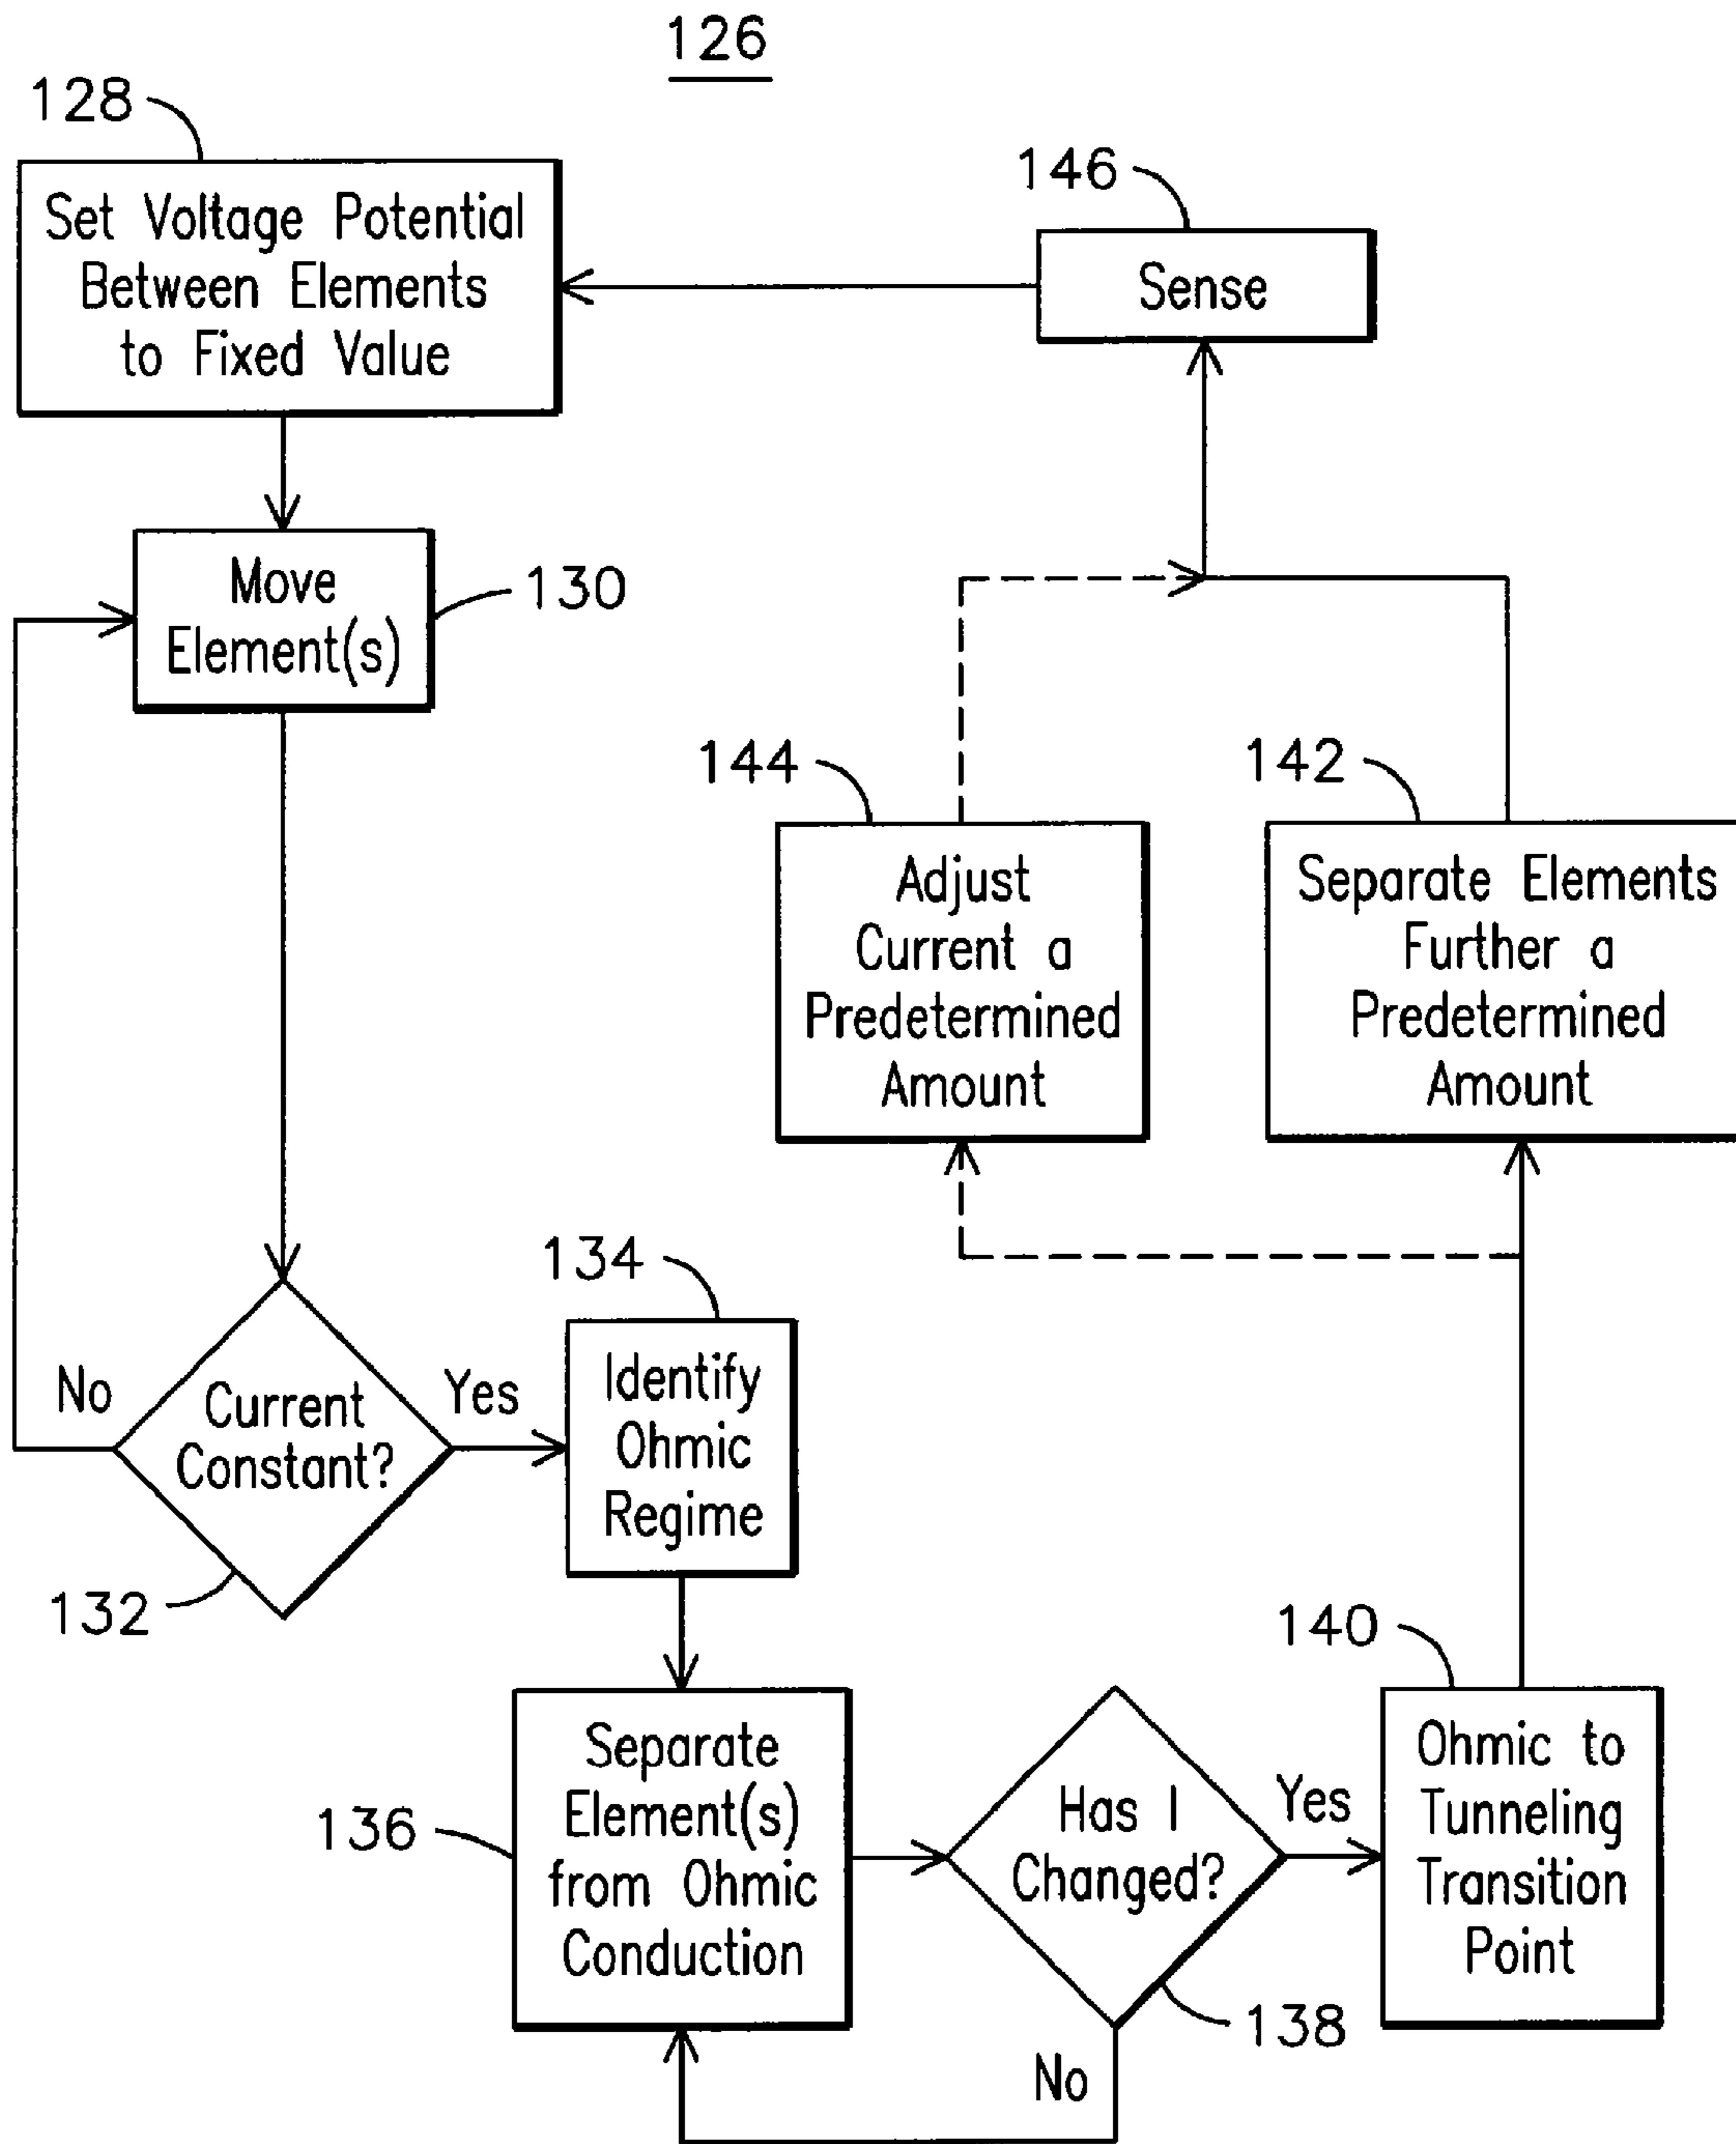 126
128
Set Voltage Potential
Between Elements
to Fixed Value
146
Sense
Move
Element(s)
130
144
Adjust
Current a
Predetermined
Amount
142
Separate Elements
Further a
Predetermined
Amount
No
Current
Constant?
Yes
132
134
Identify
Ohmic
Regime
136
Separate
Element(s)
from Ohmic
Conduction
Has I
Changed?
Yes
138
No
140
Ohmic to
Tunneling
Transition
Point